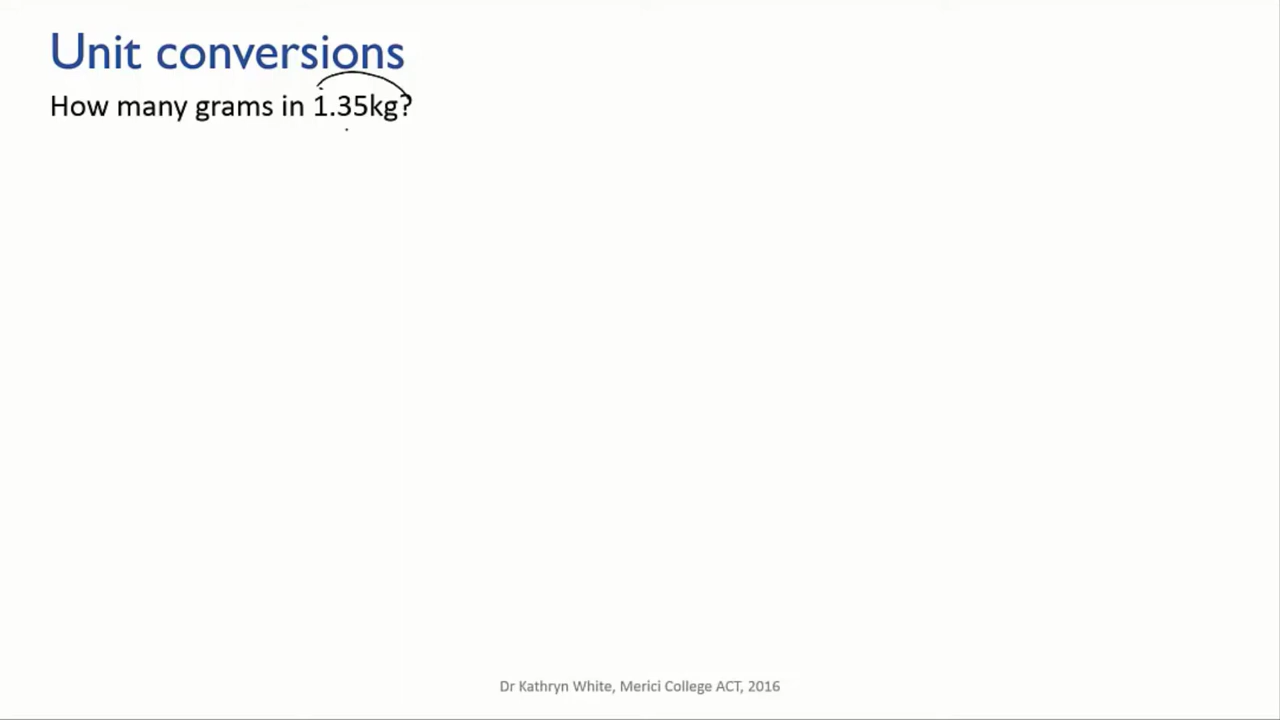 Unit conversions
How many grams in 1.35kg?
Dr Kathryn White, Merici College ACT, 2016